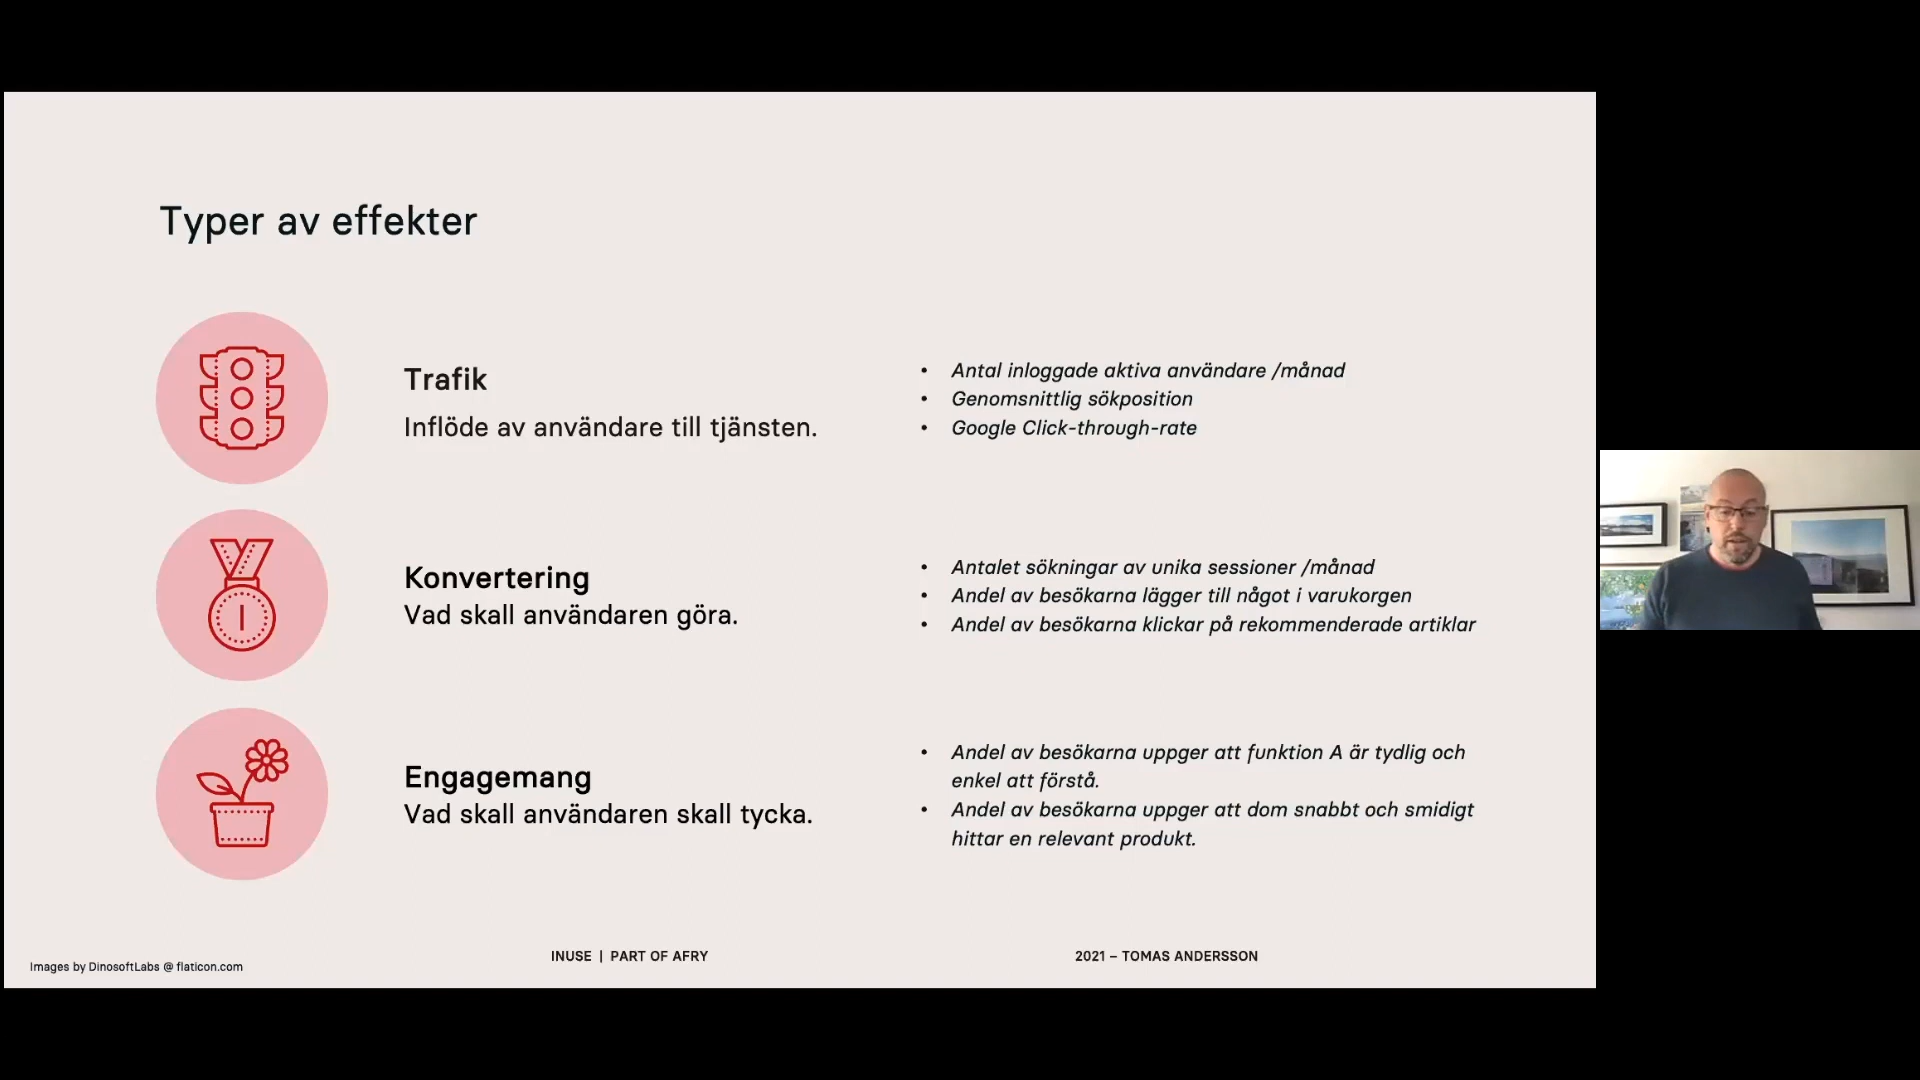 Typer av effekter
Trafik
Inflöde av användare till tjänsten.
• Antal inloggade aktiva användare /månad
• Genomsnittlig sökposition
• Google Click-through-rate
Konvertering
Vad skall användaren göra.
• Antalet sökningar av unika sessioner /månad
• Andel av besökarna lägger till något i varukorgen
• Andel av besökarna klickar på rekommenderade artiklar
Engagemang
Vad skall användaren skall tycka.
• Andel av besökarna uppger att funktion A är tydlig och
enkel att förstå.
• Andel av besökarna uppger att dom snabbt och smidigt
hittar en relevant produkt.
Images by DinosoftLabs @ flaticon.com
INUSE | PART OF AFRY
2021 – TOMAS ANDERSSON